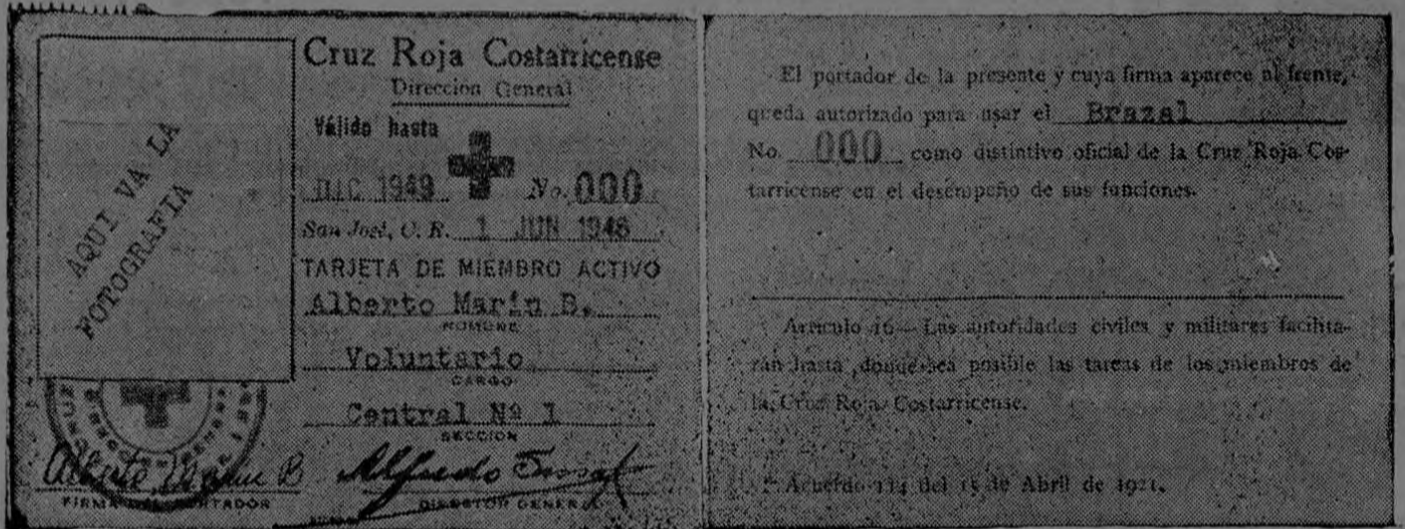 AQUI VA LA
FOTOGRAFIA
Cruz Roja Costarricense
Dirección General
Válido hasta
DIC 1949 No. 000
San José, C. R. 1 JUN 1948
TARJETA DE MIEMBRO ACTIVO
Alberto Marín B.
NOMBRE
Voluntario
CARGO
Central Nº 1
SECCION
Alberto Marín B
FIRMA DEL PORTADOR
Alfredo
DIRECTOR GENERAL
El portador de la presente y cuya firma aparece al frente,
queda autorizado para usar el Brazal
No. 000 como distintivo oficial de la Cruz Roja Cos-
tarricense en el desempeño de sus funciones.
Artículo 16— Las autoridades civiles y militares facilita-
rán hasta donde sea posible las tareas de los miembros de
la Cruz Roja Costarricense.
Acuerdo 114 del 15 de Abril de 1921.